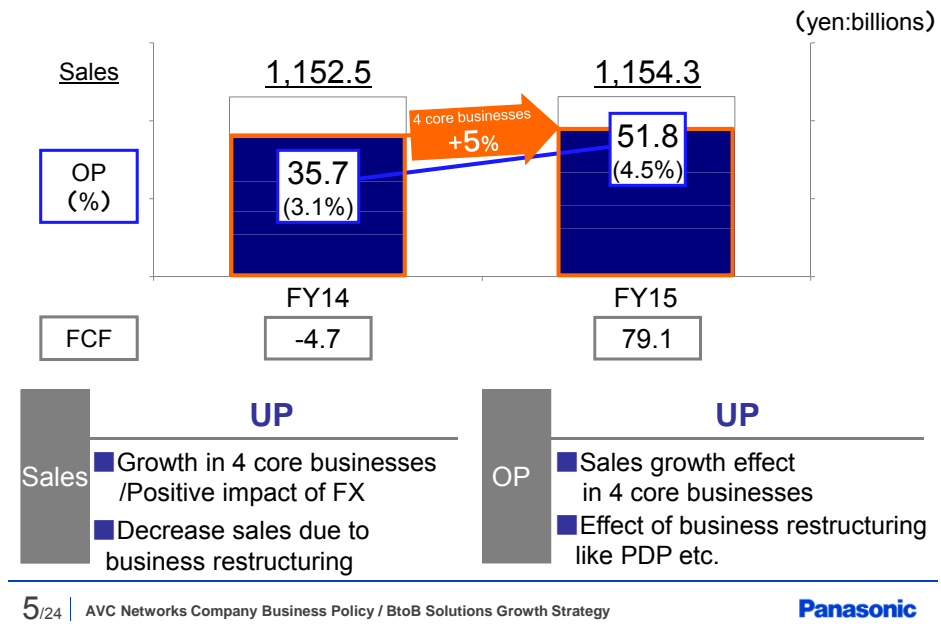 (yen:billions)
Sales
1,152.5
1,154.3
4 core businesses
+5%
OP
(%)
35.7
(3.1%)
51.8
(4.5%)
FY14
FY15
FCF
-4.7
79.1
Sales
UP
■Growth in 4 core businesses
/Positive impact of FX
■Decrease sales due to
business restructuring
OP
UP
■Sales growth effect
in 4 core businesses
■Effect of business restructuring
like PDP etc.
5/24 AVC Networks Company Business Policy / BtoB Solutions Growth Strategy
Panasonic